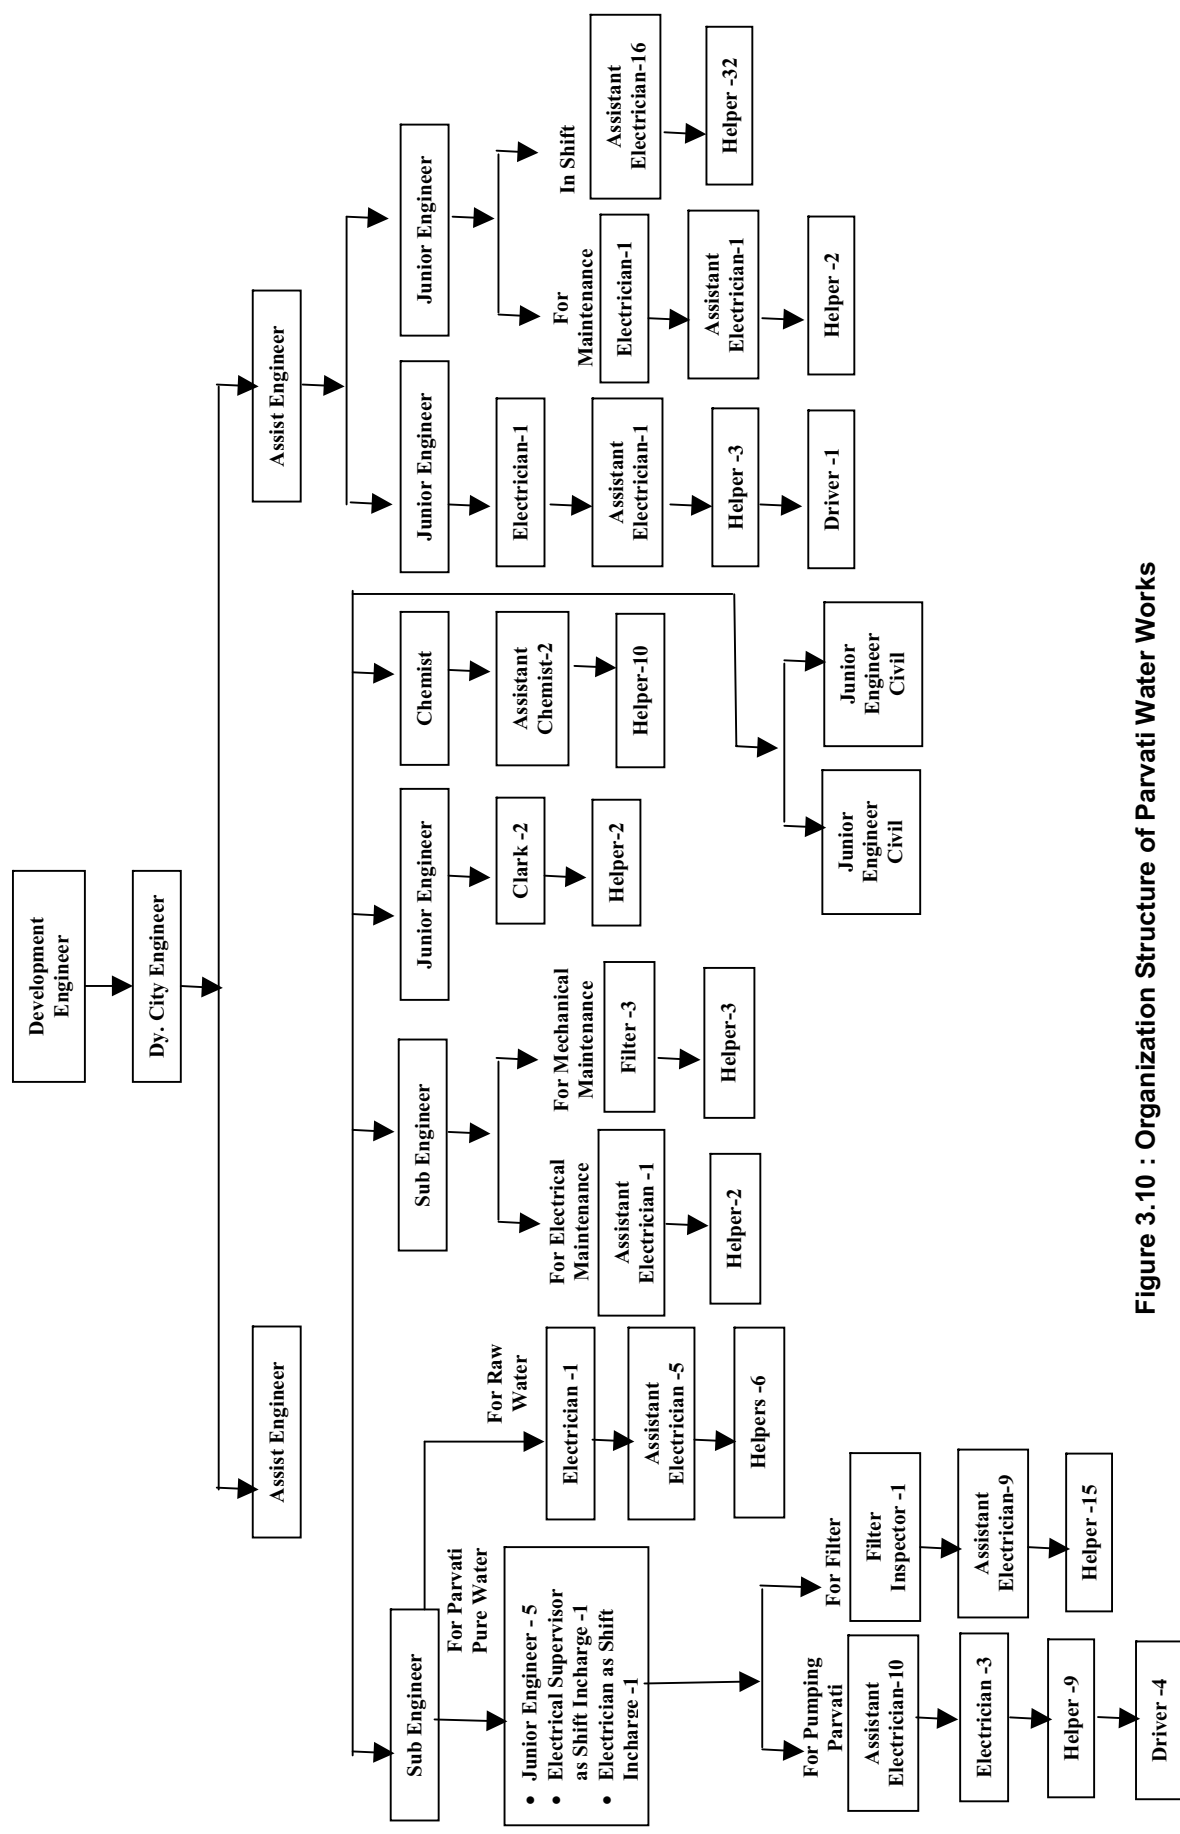 Development
Engineer
Dy. City Engineer
Assist Engineer
Assist Engineer
Sub Engineer
Sub Engineer
Junior Engineer
Chemist
Junior Engineer
Junior Engineer
For Parvati
Pure Water
For Raw
Water
• Junior Engineer - 5
• Electrical Supervisor
as Shift Incharge -1
• Electrician as Shift
Incharge -1
Electrician -1
Assistant
Electrician -5
Helpers -6
For Pumping
Parvati
Assistant
Electrician-10
Electrician -3
Helper -9
Driver -4
For Filter
Filter
Inspector -1
Assistant
Electrician-9
Helper -15
For Electrical
Maintenance
Assistant
Electrician -1
Helper-2
For Mechanical
Maintenance
Filter -3
Helper-3
Clark -2
Helper-2
Assistant
Chemist-2
Helper-10
Junior
Engineer
Civil
Junior
Engineer
Civil
Electrician-1
Assistant
Electrician-1
Helper -3
Driver -1
For
Maintenance
Electrician-1
Assistant
Electrician-1
Helper -2
In Shift
Assistant
Electrician-16
Helper -32
Figure 3.10 : Organization Structure of Parvati Water Works